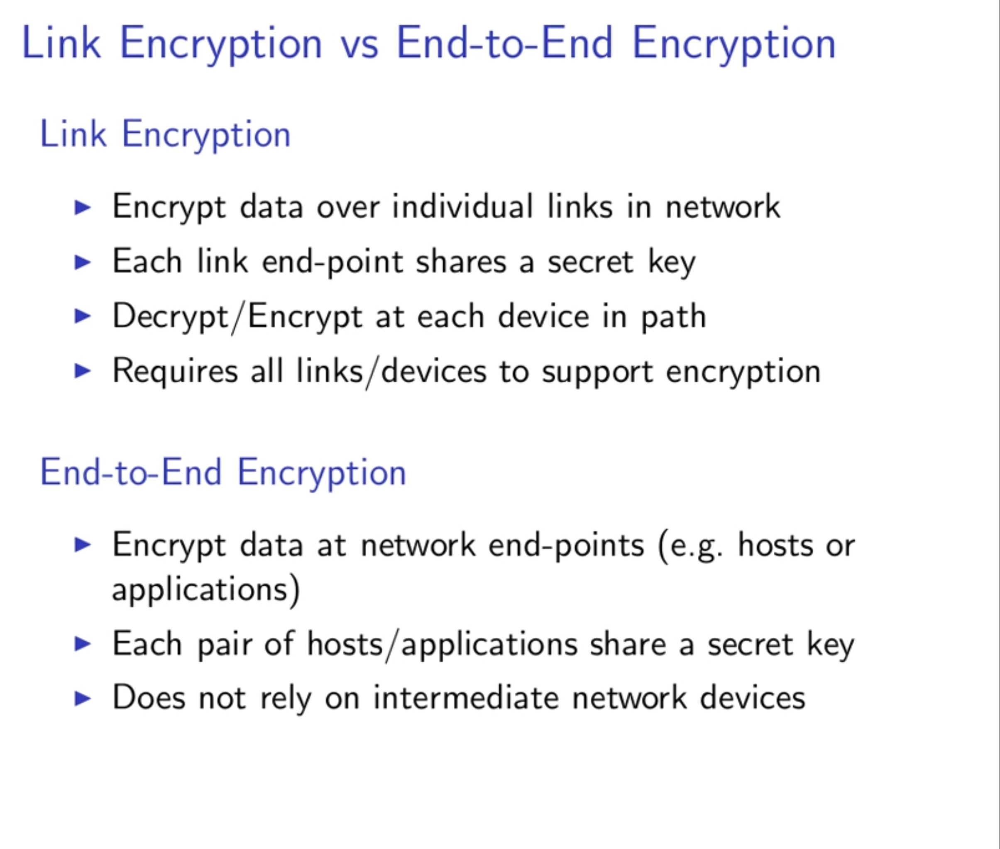 Link Encryption vs End-to-End Encryption
Link Encryption
▶ Encrypt data over individual links in network
▶ Each link end-point shares a secret key
▶ Decrypt/Encrypt at each device in path
▶ Requires all links/devices to support encryption
End-to-End Encryption
▶ Encrypt data at network end-points (e.g. hosts or
applications)
▶ Each pair of hosts/applications share a secret key
▶ Does not rely on intermediate network devices